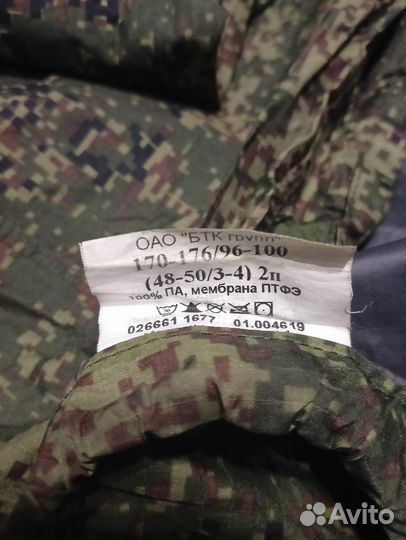 ОАО "БТК групп"
170-176/96-100
(48-50/3-4) 2п
100% ПА, мембрана ПТФЭ
026661 1677 01.004619
Avito